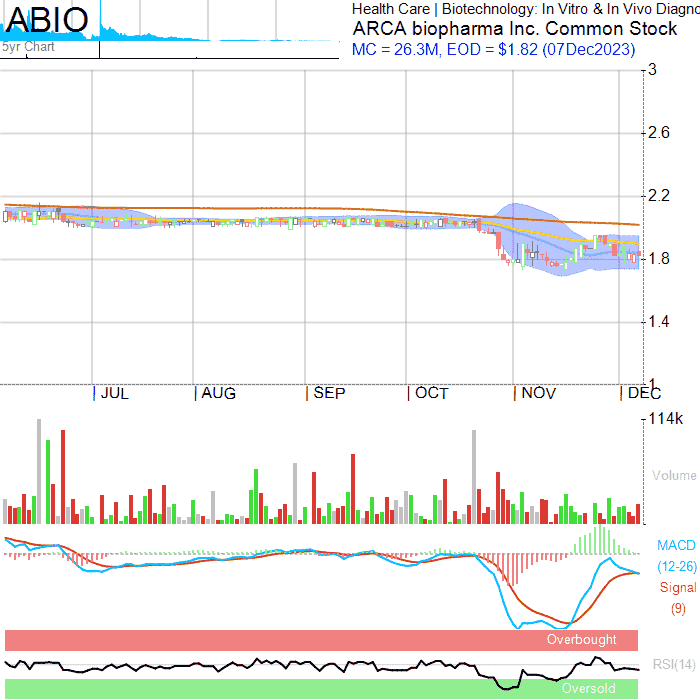 ABIO
5yr Chart
Health Care | Biotechnology: In Vitro & In Vivo Diagno
ARCA biopharma Inc. Common Stock
MC = 26.3M, EOD = $1.82 (07Dec2023)
3
2.6
2.2
1.8
1.4
1
JUL AUG SEP OCT NOV DEC
114k
Volume
MACD
(12-26)
Signal
(9)
Overbought
RSI(14)
Oversold